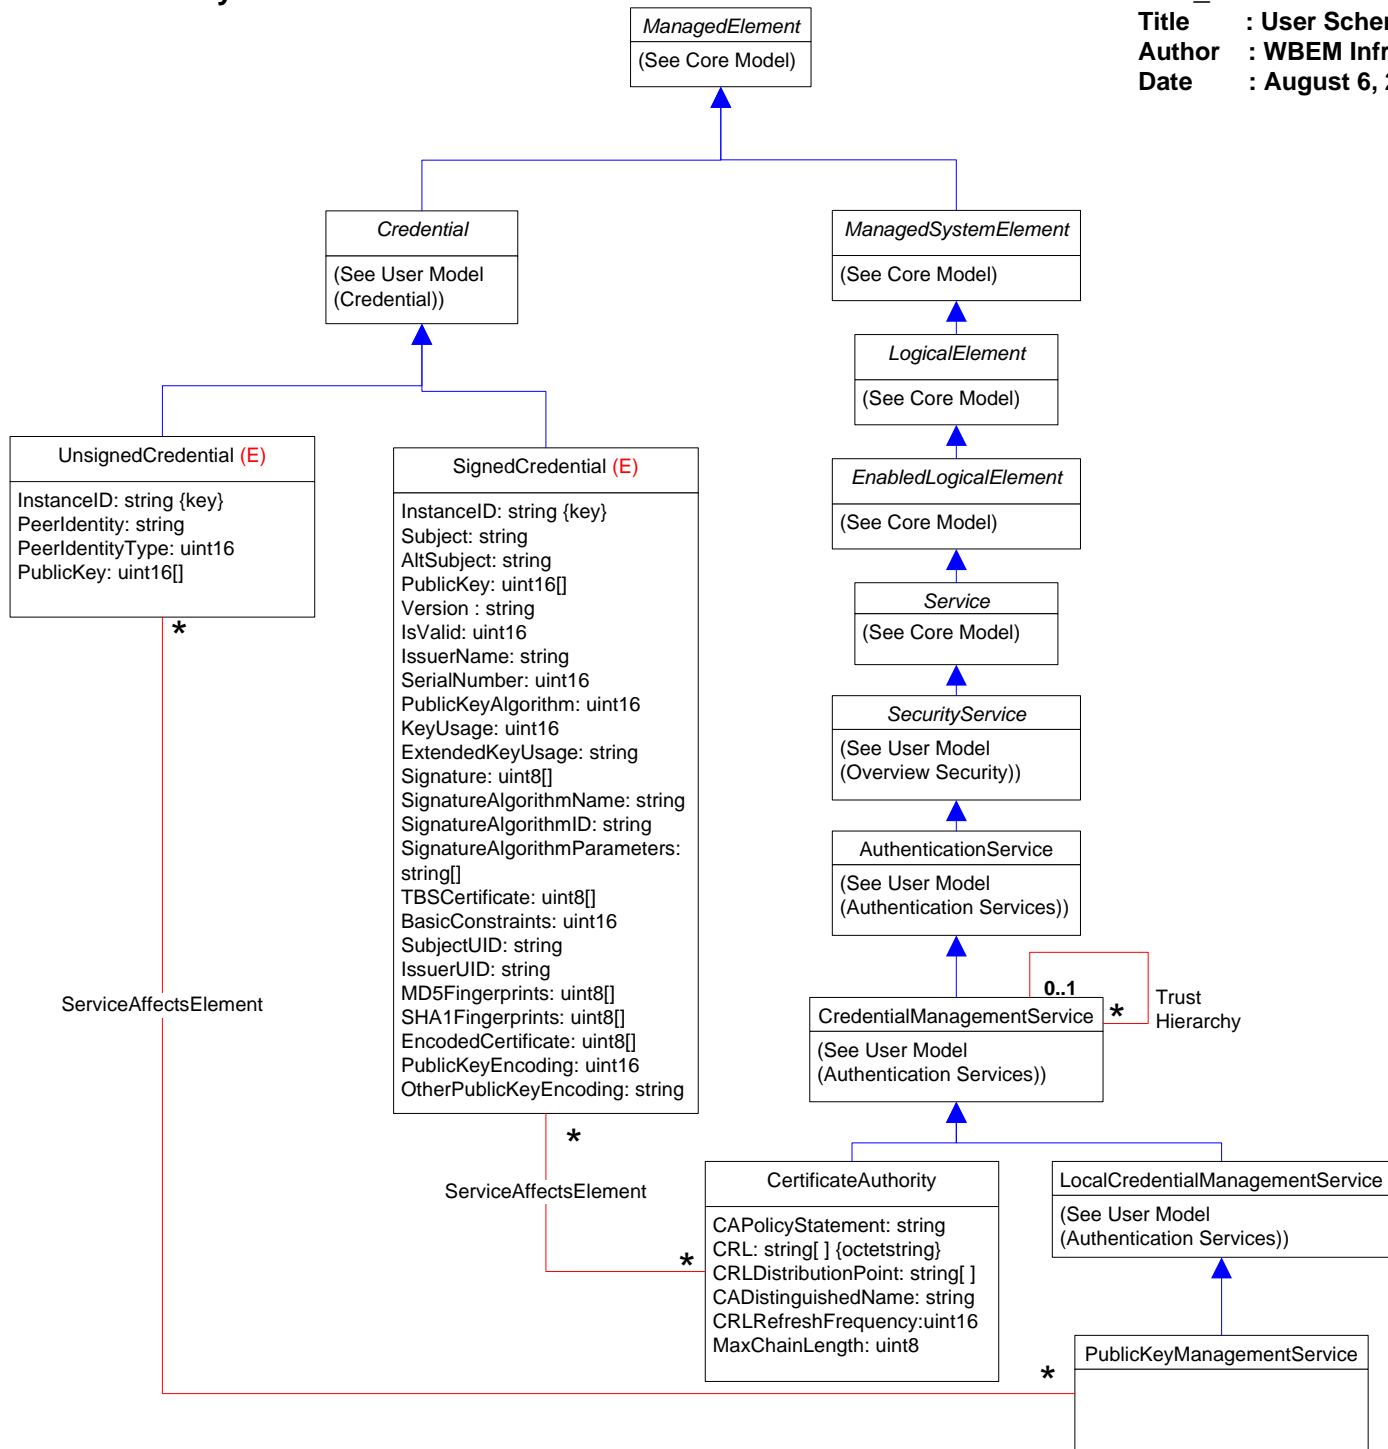 Title : User Scher
Author : WBEM Infr
Date : August 6, 2
ManagedElement
(See Core Model)
Credential
(See User Model
(Credential))
ManagedSystemElement
(See Core Model)
LogicalElement
(See Core Model)
EnabledLogicalElement
(See Core Model)
Service
(See Core Model)
SecurityService
(See User Model
(Overview Security))
AuthenticationService
(See User Model
(Authentication Services))
UnsignedCredential (E)
InstanceID: string {key}
PeerIdentity: string
PeerIdentityType: uint16
PublicKey: uint16[]
*
SignedCredential (E)
InstanceID: string {key}
Subject: string
AltSubject: string
PublicKey: uint16[]
Version : string
IsValid: uint16
IssuerName: string
SerialNumber: uint16
PublicKeyAlgorithm: uint16
KeyUsage: uint16
ExtendedKeyUsage: string
Signature: uint8[]
SignatureAlgorithmName: string
SignatureAlgorithmID: string
SignatureAlgorithmParameters:
string[]
TBSCertificate: uint8[]
BasicConstraints: uint16
SubjectUID: string
IssuerUID: string
MD5Fingerprints: uint8[]
SHA1Fingerprints: uint8[]
EncodedCertificate: uint8[]
PublicKeyEncoding: uint16
OtherPublicKeyEncoding: string
*
ServiceAffectsElement
ServiceAffectsElement
0..1
*
Trust
Hierarchy
CredentialManagementService
(See User Model
(Authentication Services))
CertificateAuthority
CAPolicyStatement: string
CRL: string[ ] {octetstring}
CRLDistributionPoint: string[ ]
CADistinguishedName: string
CRLRefreshFrequency:uint16
MaxChainLength: uint8
*
LocalCredentialManagementService
(See User Model
(Authentication Services))
PublicKeyManagementService
*